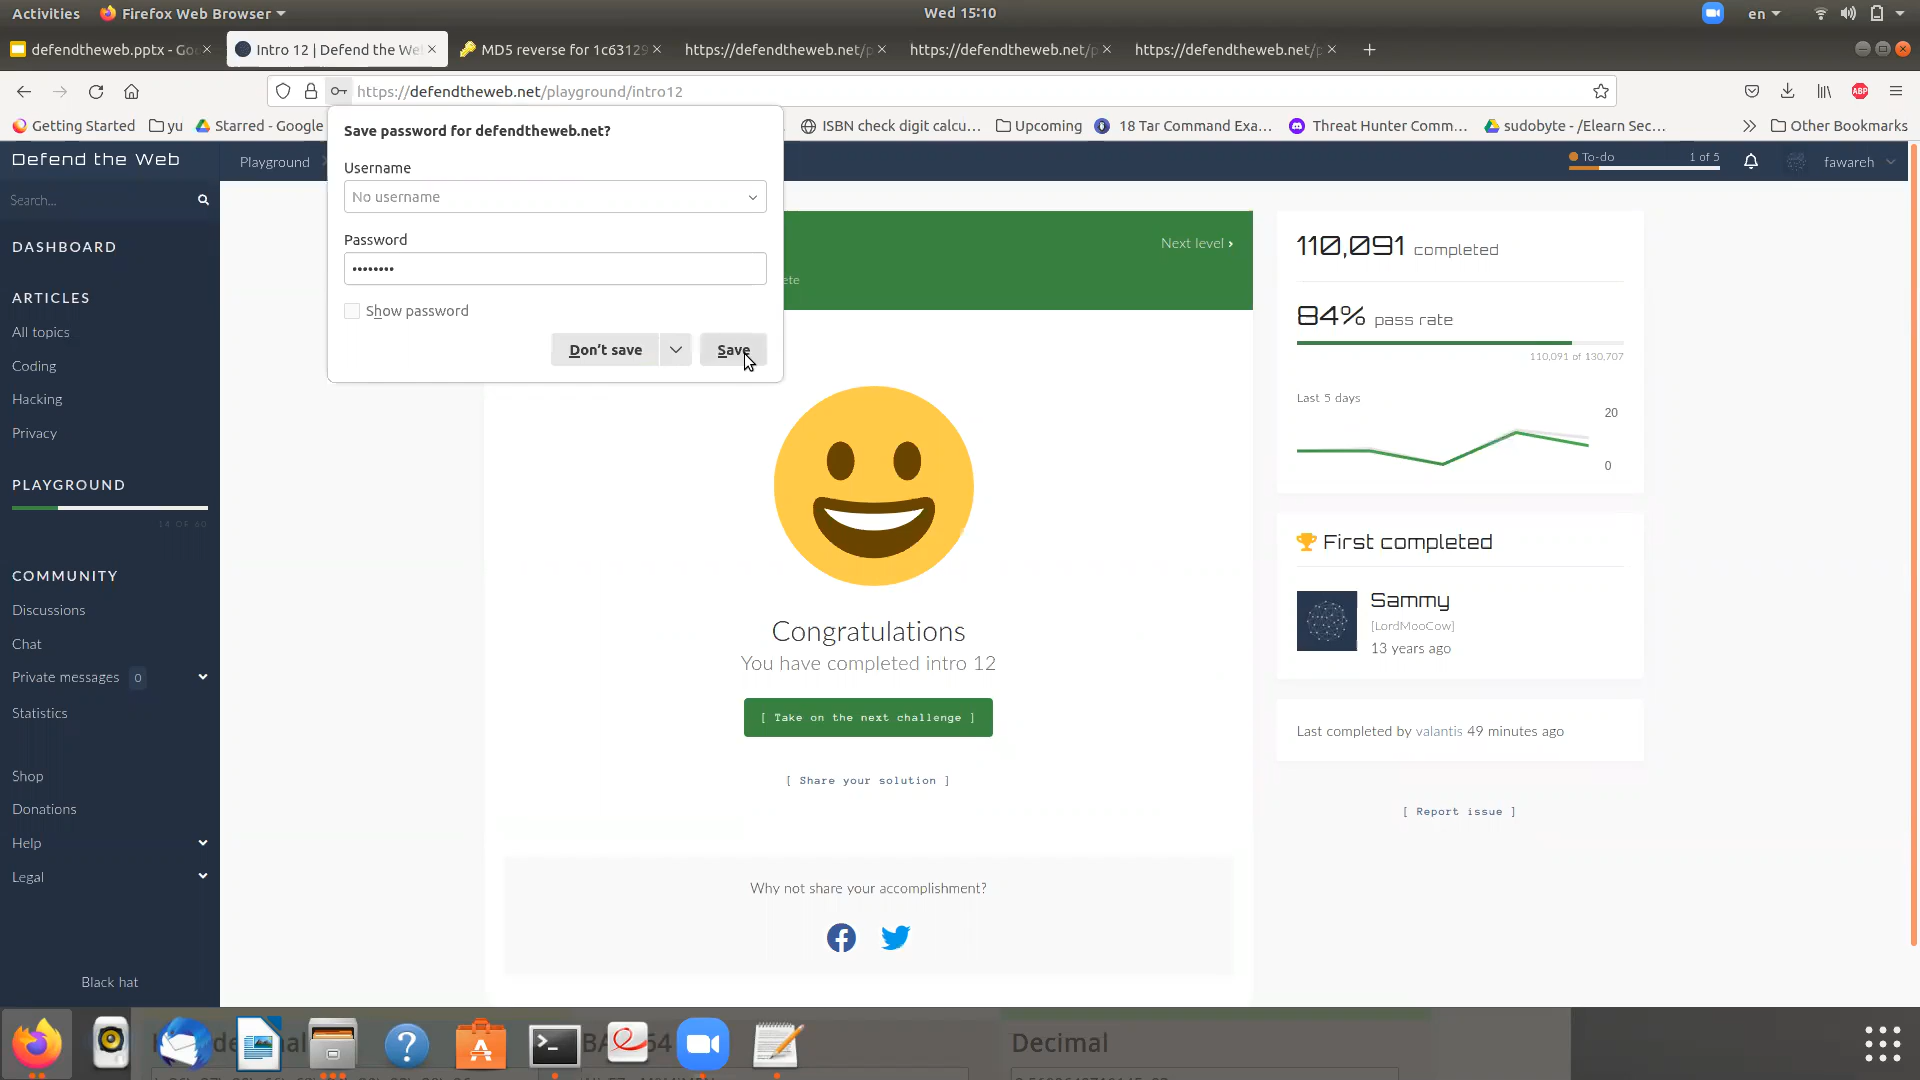 Activities
Firefox Web Browser
Wed 15:10
en
defendtheweb.pptx - Go
Intro 12 | Defend the We
MD5 reverse for 1c63129
https://defendtheweb.net/p
https://defendtheweb.net/p
https://defendtheweb.net/p
https://defendtheweb.net/playground/intro12
ABP
Getting Started
yu
Starred - Google
ISBN check digit calcu...
Upcoming
18 Tar Command Exa...
Threat Hunter Comm...
sudobyte - /Elearn Sec...
Other Bookmarks
Save password for defendtheweb.net?
Username
No username
Password
••••••••
Show password
Don't save
Save
Defend the Web
Playground
To-do
1 of 5
fawareh
Search...
DASHBOARD
ARTICLES
All topics
Coding
Hacking
Privacy
PLAYGROUND
14 OF 60
COMMUNITY
Discussions
Chat
Private messages 0
Statistics
Shop
Donations
Help
Legal
Black hat
Next level ›
ete
Congratulations
You have completed intro 12
[ Take on the next challenge ]
[ Share your solution ]
Why not share your accomplishment?
110,091 completed
84% pass rate
110,091 of 130,707
Last 5 days
20
0
First completed
Sammy
[LordMooCow]
13 years ago
Last completed by valantis 49 minutes ago
[ Report issue ]
Decimal